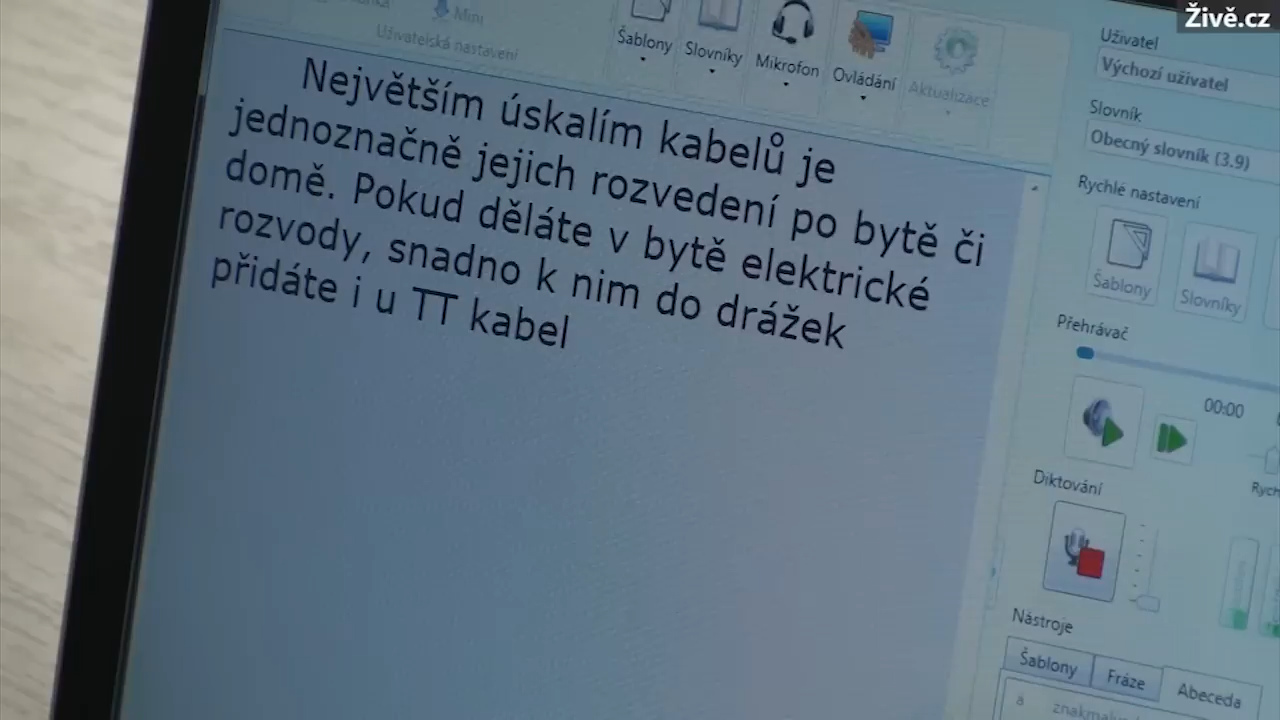 Živě.cz
Mini
Uživatelská nastavení
Šablony
Slovníky
Mikrofon
Ovládání
Aktualizace
Největším úskalím kabelů je
jednoznačně jejich rozvedení po bytě či
domě. Pokud děláte v bytě elektrické
rozvody, snadno k nim do drážek
přidáte i u TT kabel
Uživatel
Výchozí uživatel
Slovník
Obecný slovník (3.9)
Rychlé nastavení
Šablony
Slovníky
Přehrávač
00:00
Diktování
Nástroje
Šablony
Fráze
Abeceda
a